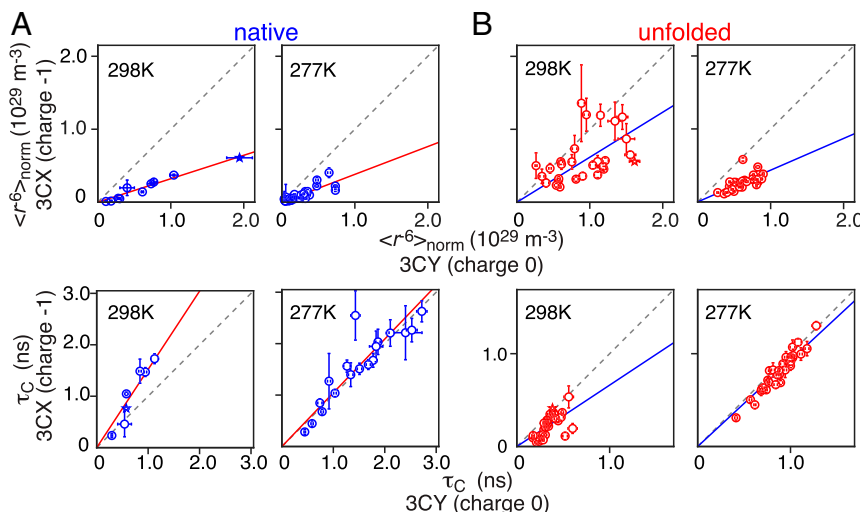 A
native
B
unfolded
<r-6>norm (10^29 m-3)
3CX (charge -1)
2.0
1.0
0
298K
277K
298K
277K
1.0
2.0
1.0
2.0
0
1.0
2.0
0
1.0
2.0
<r-6>norm (10^29 m-3)
3CY (charge 0)
τC (ns)
3CX (charge -1)
3.0
2.0
1.0
0
298K
277K
1.0
0
298K
277K
0
1.0
2.0
3.0
1.0
2.0
3.0
0
1.0
0
1.0
τC (ns)
3CY (charge 0)